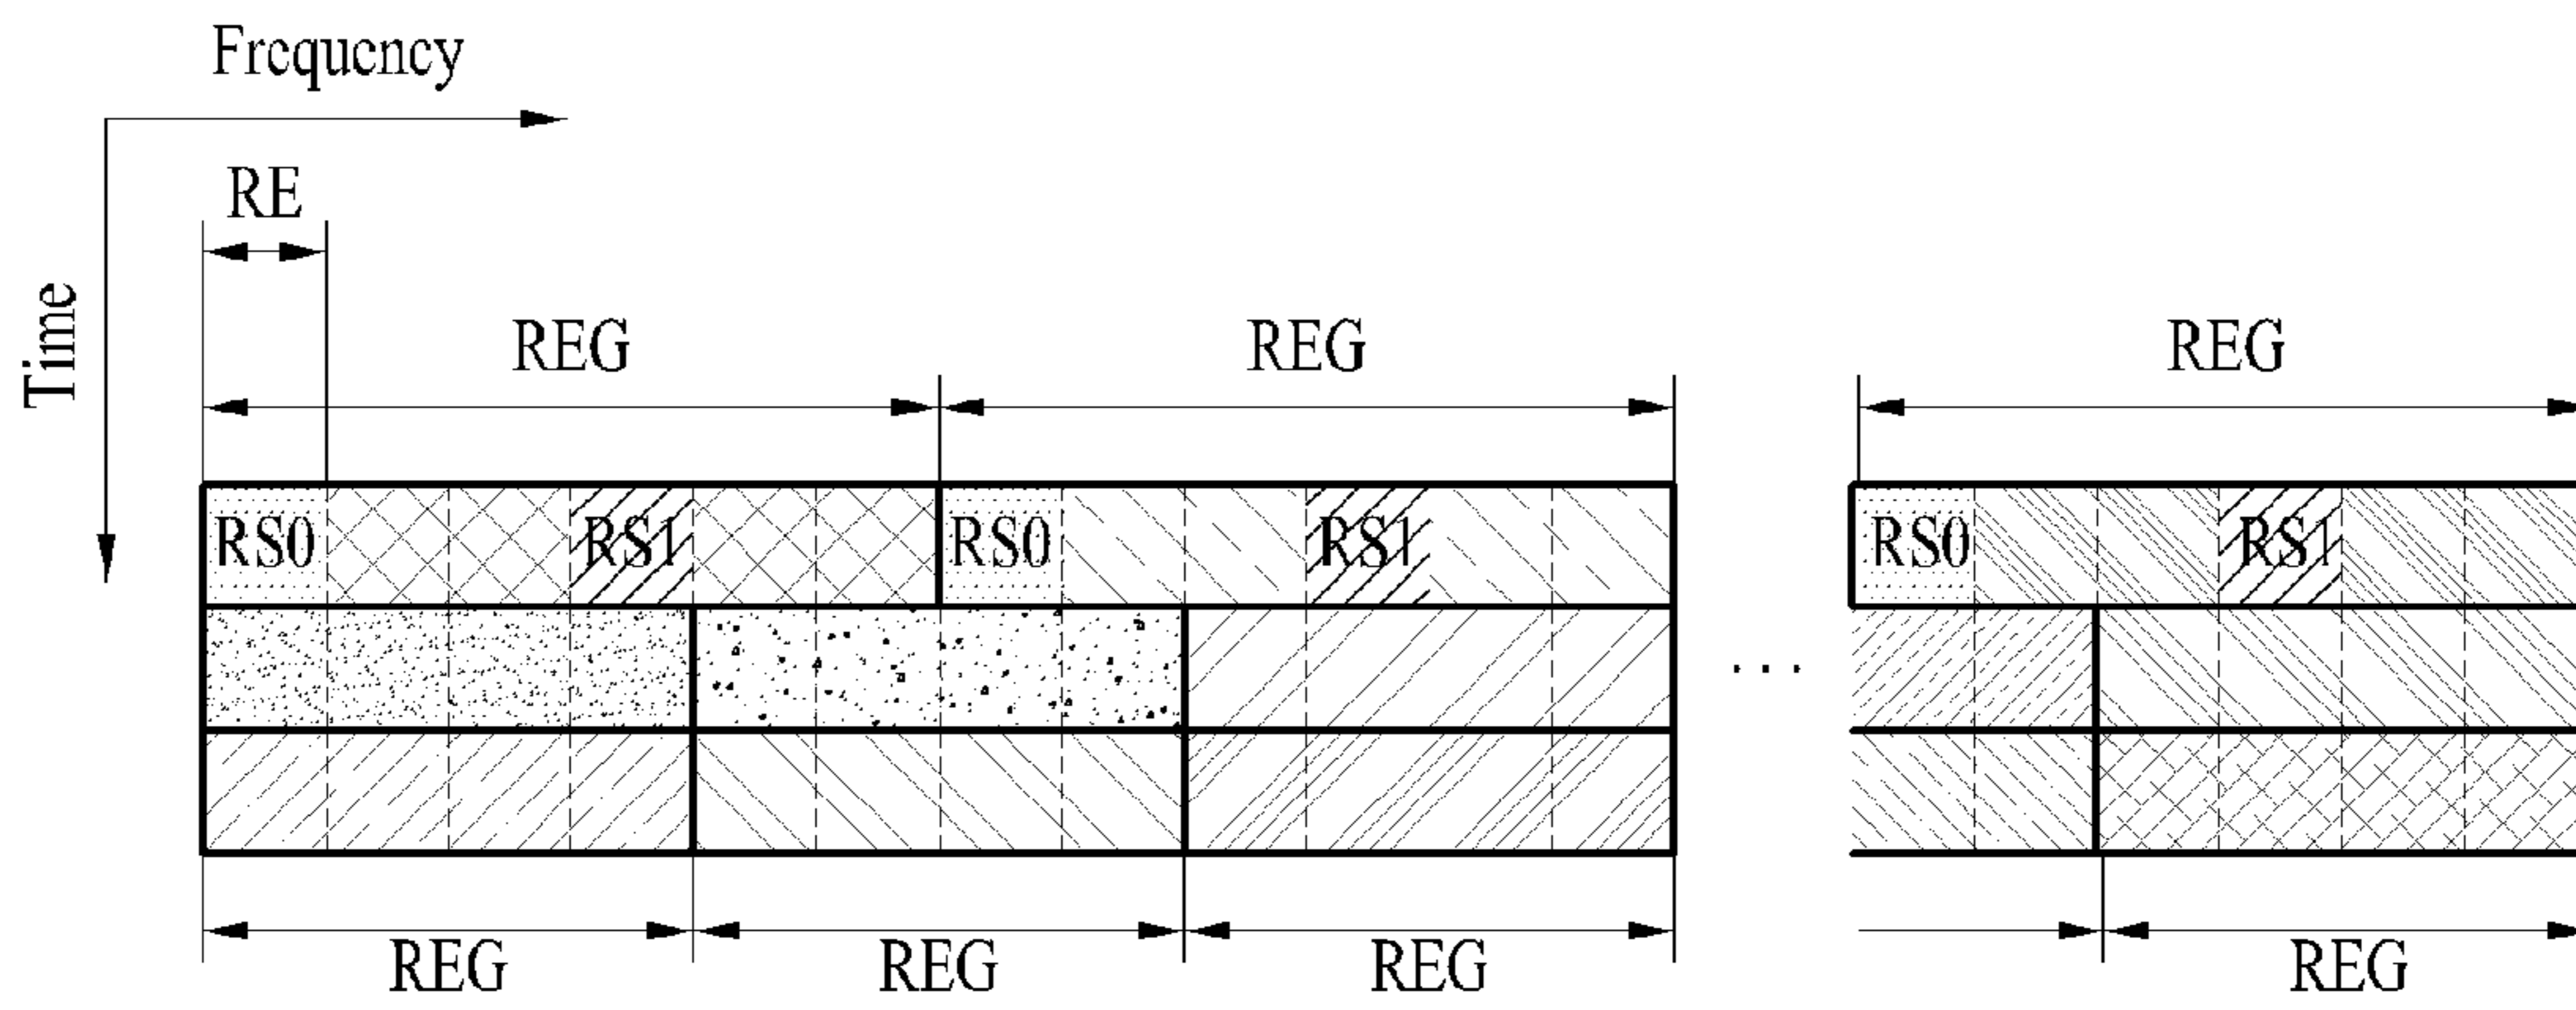 Frequency
RE
Time
REG REG REG
RS0 RS1 RS0 RS1 RS0 RS1
...
REG REG REG REG